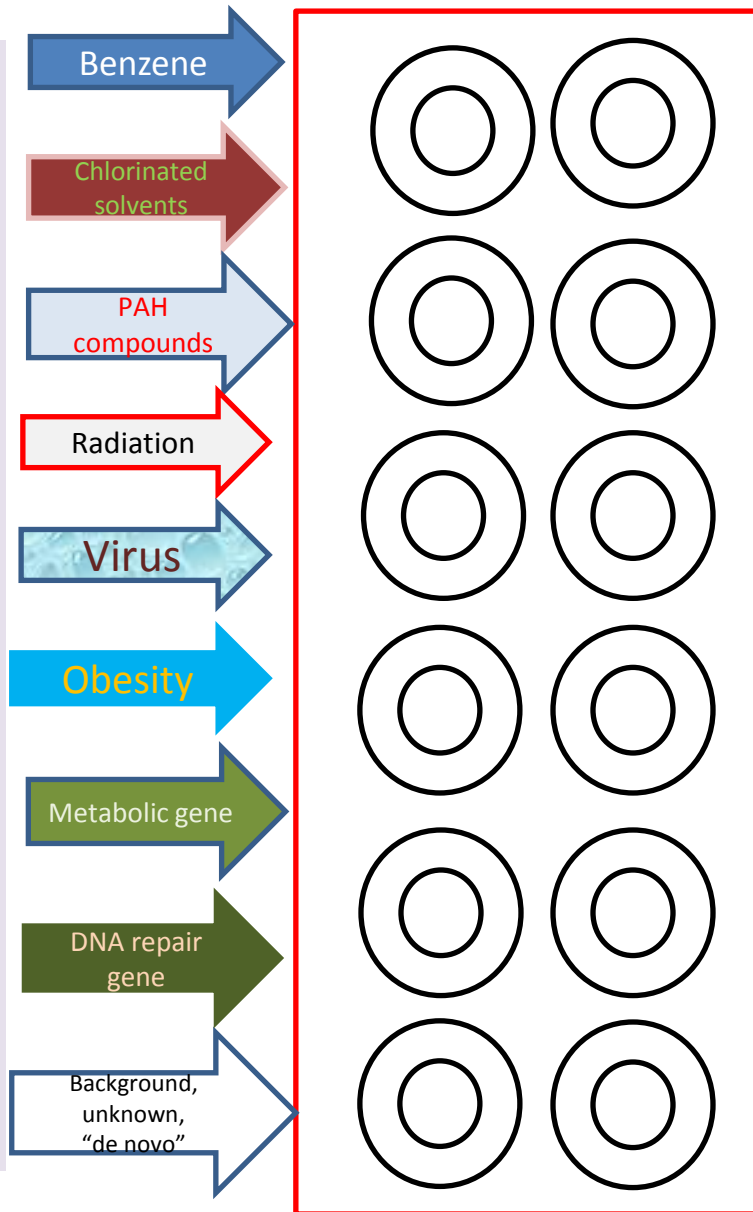 Benzene
Chlorinated
solvents
PAH
compounds
Radiation
Virus
Obesity
Metabolic gene
DNA repair
gene
Background,
unknown,
“de novo”